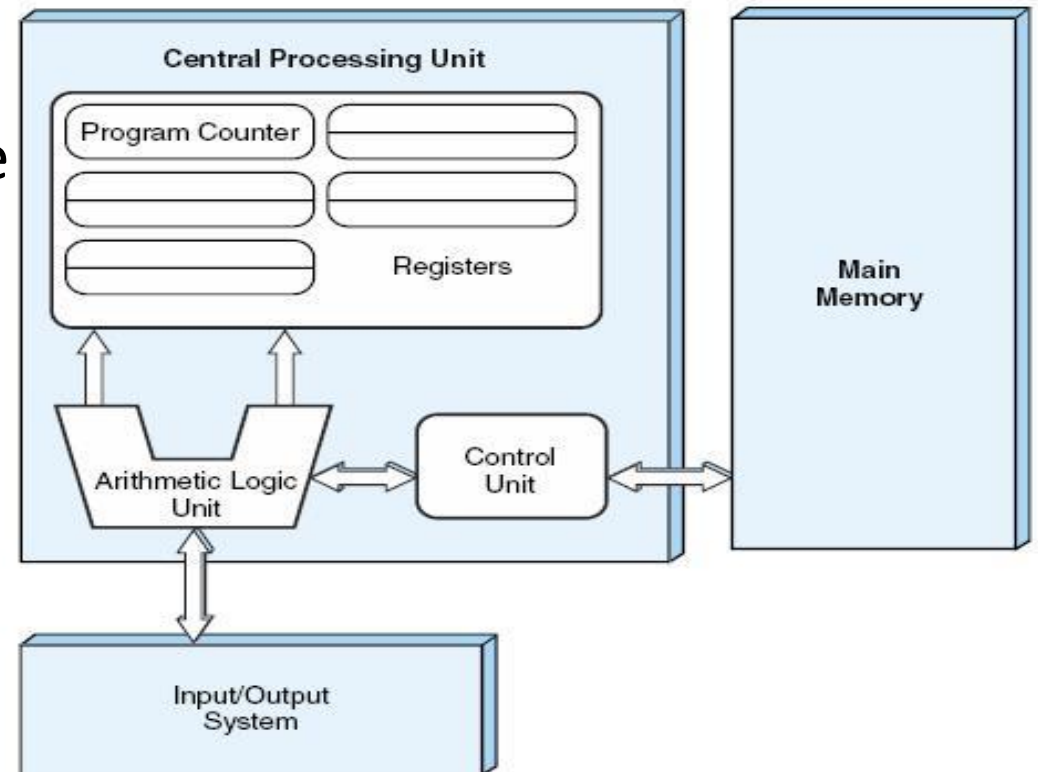 Central Processing Unit
Program Counter
e
Registers
Main
Memory
Arithmetic Logic
Unit
Control
Unit
Input/Output
System